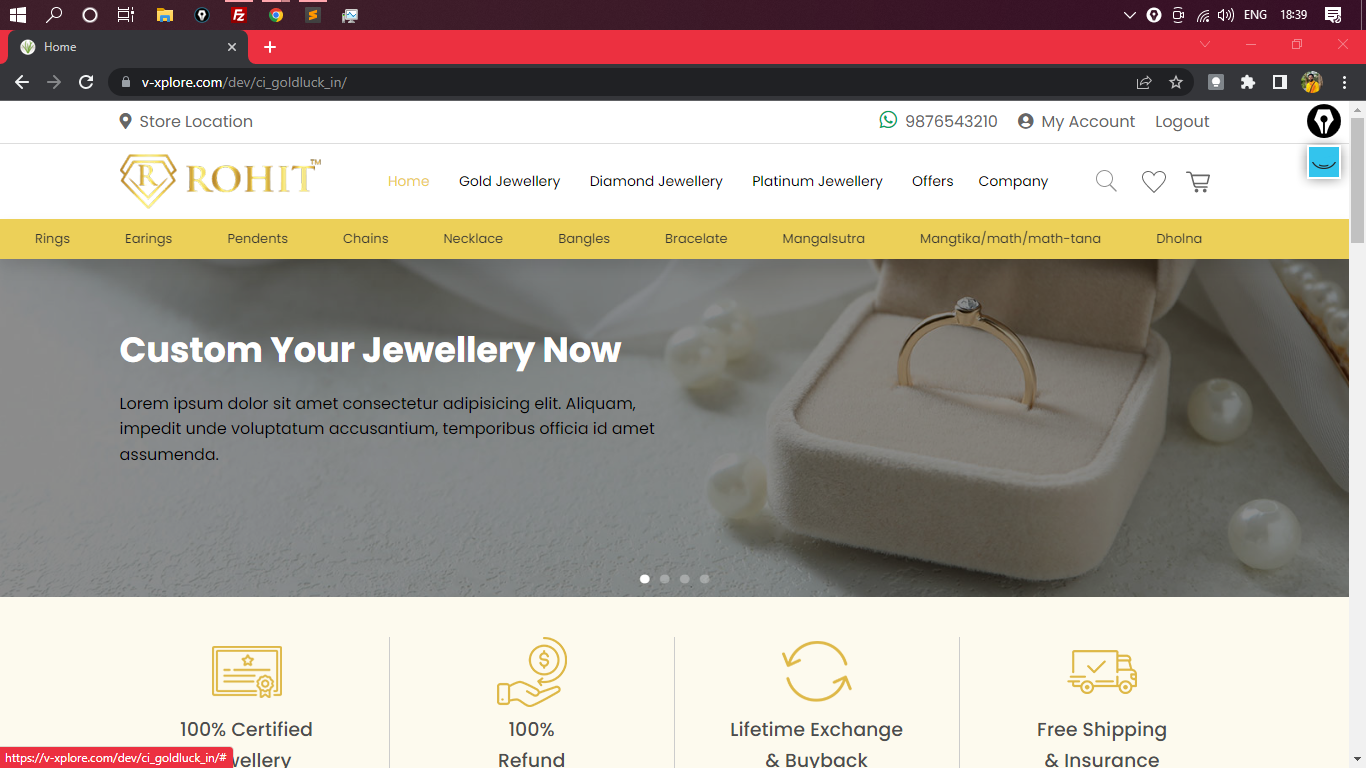 ENG 18:39
Home
v-xplore.com/dev/ci_goldluck_in/
Store Location 9876543210 My Account Logout
R ROHIT™ Home Gold Jewellery Diamond Jewellery Platinum Jewellery Offers Company
Rings Earings Pendents Chains Necklace Bangles Bracelate Mangalsutra Mangtika/math/math-tana Dholna
Custom Your Jewellery Now
Lorem ipsum dolor sit amet consectetur adipisicing elit. Aliquam,
impedit unde voluptatum accusantium, temporibus officia id amet
assumenda.
100% Certified
100%
Refund
Lifetime Exchange
& Buyback
Free Shipping
& Insurance
https://v-xplore.com/dev/ci_goldluck_in/#